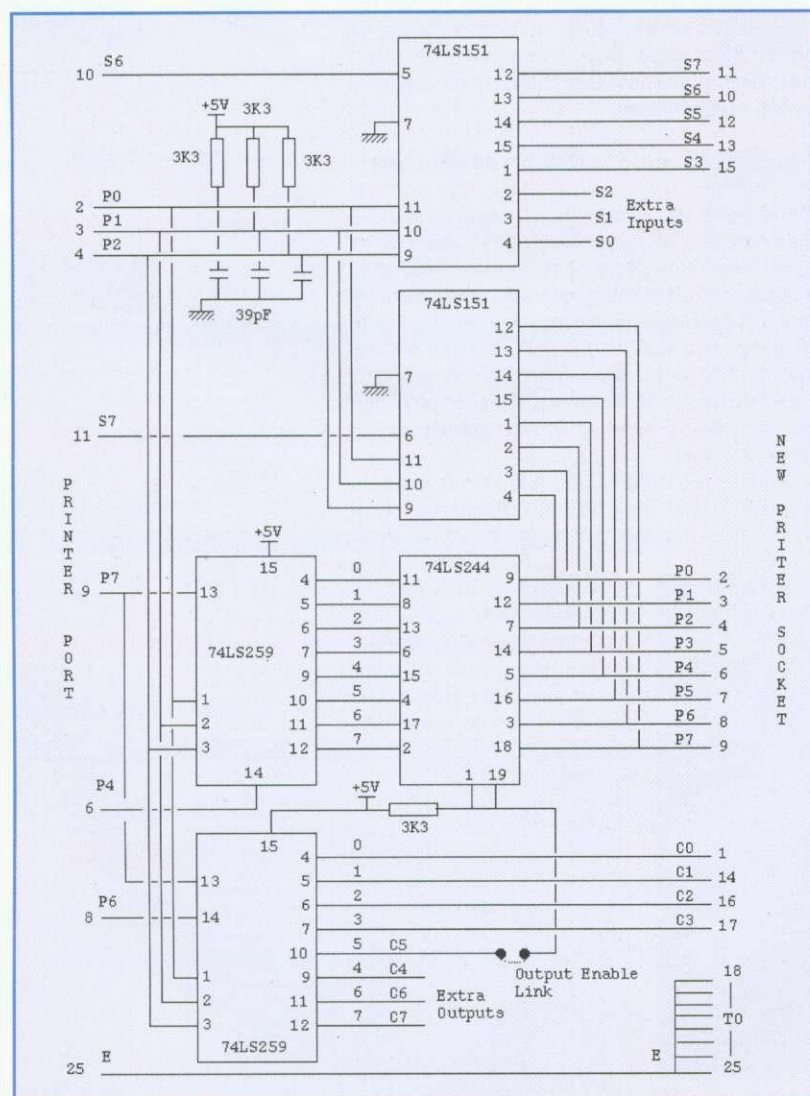 74LS151
S6
10
5
12
S7
11
13
S6
10
14
S5
12
15
S4
13
1
S3
15
2
S2
3
S1
4
S0
Extra
Inputs
7
+5V
3K3
3K3
3K3
P0
2
11
P1
3
10
P2
4
9
39pF
74LS151
12
13
14
15
1
2
3
4
7
S7
11
6
11
10
9
PRINTER PORT
NEW PRITER SOCKET
+5V
15
P7
9
13
74LS259
4
0
5
1
6
2
7
3
9
4
10
5
11
6
12
7
1
2
3
14
74LS244
11
8
13
6
15
4
17
2
9
P0
2
12
P1
3
7
P2
4
14
P3
5
5
P4
6
16
P5
7
3
P6
8
18
P7
9
1
19
P4
6
+5V
3K3
15
13
P6
8
14
1
2
3
74LS259
4
0
C0
1
5
1
C1
14
6
2
C2
16
7
3
C3
17
10
5
C5
9
4
C4
11
6
C6
12
7
C7
Extra
Outputs
Output Enable
Link
18
TO
25
E
25
E